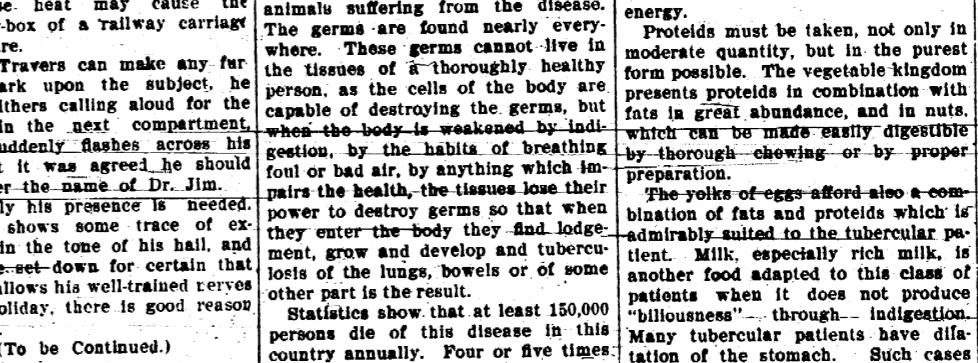 heat may cause the
-box of a railway carriage
re.
Travers can make any fur
ark upon the subject, he
ithers calling aloud for the
in the next compartment,
uddenly flashes across his
t it was agreed he should
er the name of Dr. Jim.
ly his presence is needed.
shows some trace of ex-
in the tone of his hail, and
e set down for certain that
llows his well-trained nerves
oliday, there is good reason
(To be Continued.)
animals suffering from the disease.
The germs are found nearly every-
where. These germs cannot live in
the tissues of a thoroughly healthy
person, as the cells of the body are
capable of destroying the germs, but
when the body is weakened by indi-
gestion, by the habits of breathing
foul or bad air, by anything which im-
pairs the health, the tissues lose their
power to destroy germs so that when
they enter the body they find lodge-
ment, grow and develop and tubercu-
losis of the lungs, bowels or of some
other part is the result.
Statistics show that at least 150,000
persons die of this disease in this
country annually. Four or five times
energy.
Proteids must be taken, not only in
moderate quantity, but in the purest
form possible. The vegetable kingdom
presents proteids in combination with
fats in great abundance, and in nuts,
which can be made easily digestible
by thorough chewing or by proper
preparation.
The yolks of eggs afford also a com-
bination of fats and proteids which is
admirably suited to the tubercular pa-
tient. Milk, especially rich milk, is
another food adapted to this class of
patients when it does not produce
"biliousness" through indigestion.
Many tubercular patients have dila-
tation of the stomach. Such cases